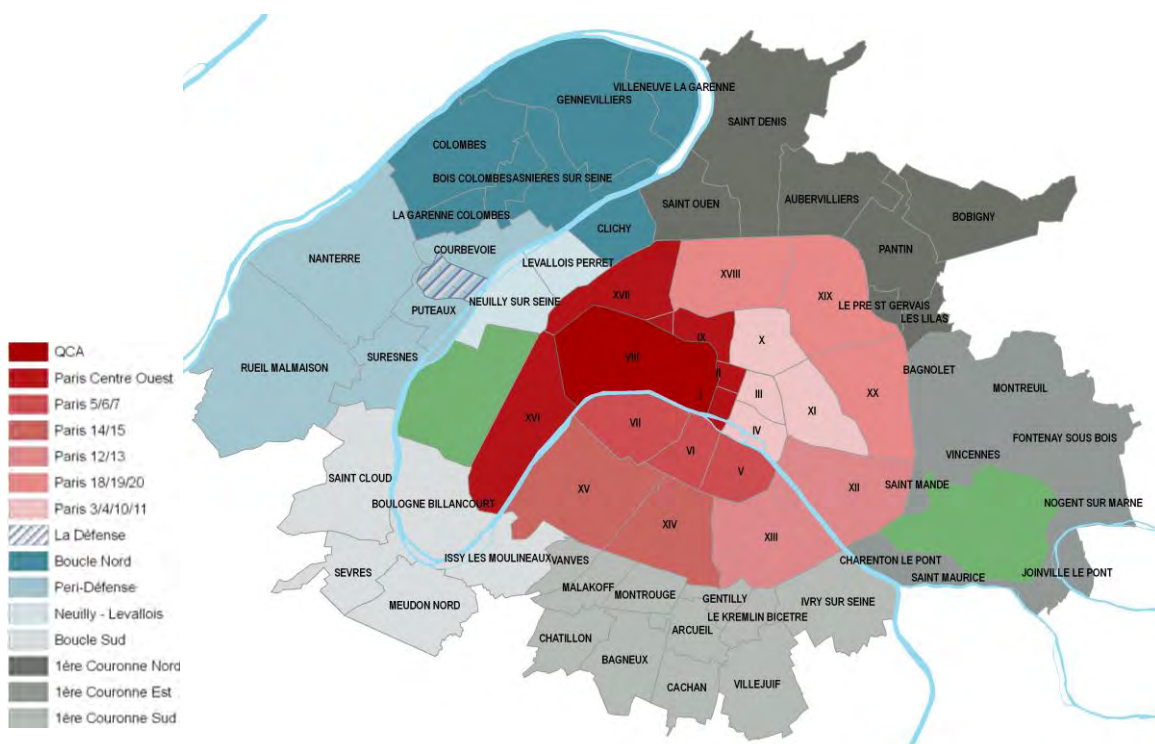 QCA
Paris Centre Ouest
Paris 5/6/7
Paris 14/15
Paris 12/13
Paris 18/19/20
Paris 3/4/10/11
La Défense
Boucle Nord
Peri-Défense
Neuilly - Levallois
Boucle Sud
1ère Couronne Nord
1ère Couronne Est
1ère Couronne Sud
VILLENEUVE LA GARENNE
GENNEVILLIERS
SAINT DENIS
COLOMBES
BOIS COLOMBES
ASNIERES SUR SEINE
SAINT OUEN
AUBERVILLIERS
BOBIGNY
LA GARENNE COLOMBES
CLICHY
COURBEVOIE
PANTIN
NANTERRE
LEVALLOIS PERRET
XVIII
XVII
XIX
NEUILLY SUR SEINE
LE PRE ST GERVAIS
PUTEAUX
LES LILAS
IX
X
SURESNES
VIII
RUEIL MALMAISON
BAGNOLET
II
MONTREUIL
I
III
XX
XVI
XI
VII
IV
FONTENAY SOUS BOIS
VI
VINCENNES
V
SAINT CLOUD
XV
XII
SAINT MANDE
BOULOGNE BILLANCOURT
NOGENT SUR MARNE
XIV
XIII
ISSY LES MOULINEAUX
VANVES
CHARENTON LE PONT
SEVRES
SAINT MAURICE
JOINVILLE LE PONT
MALAKOFF
MONTROUGE
GENTILLY
IVRY SUR SEINE
MEUDON NORD
LE KREMLIN BICETRE
CHATILLON
ARCUEIL
BAGNEUX
VILLEJUIF
CACHAN